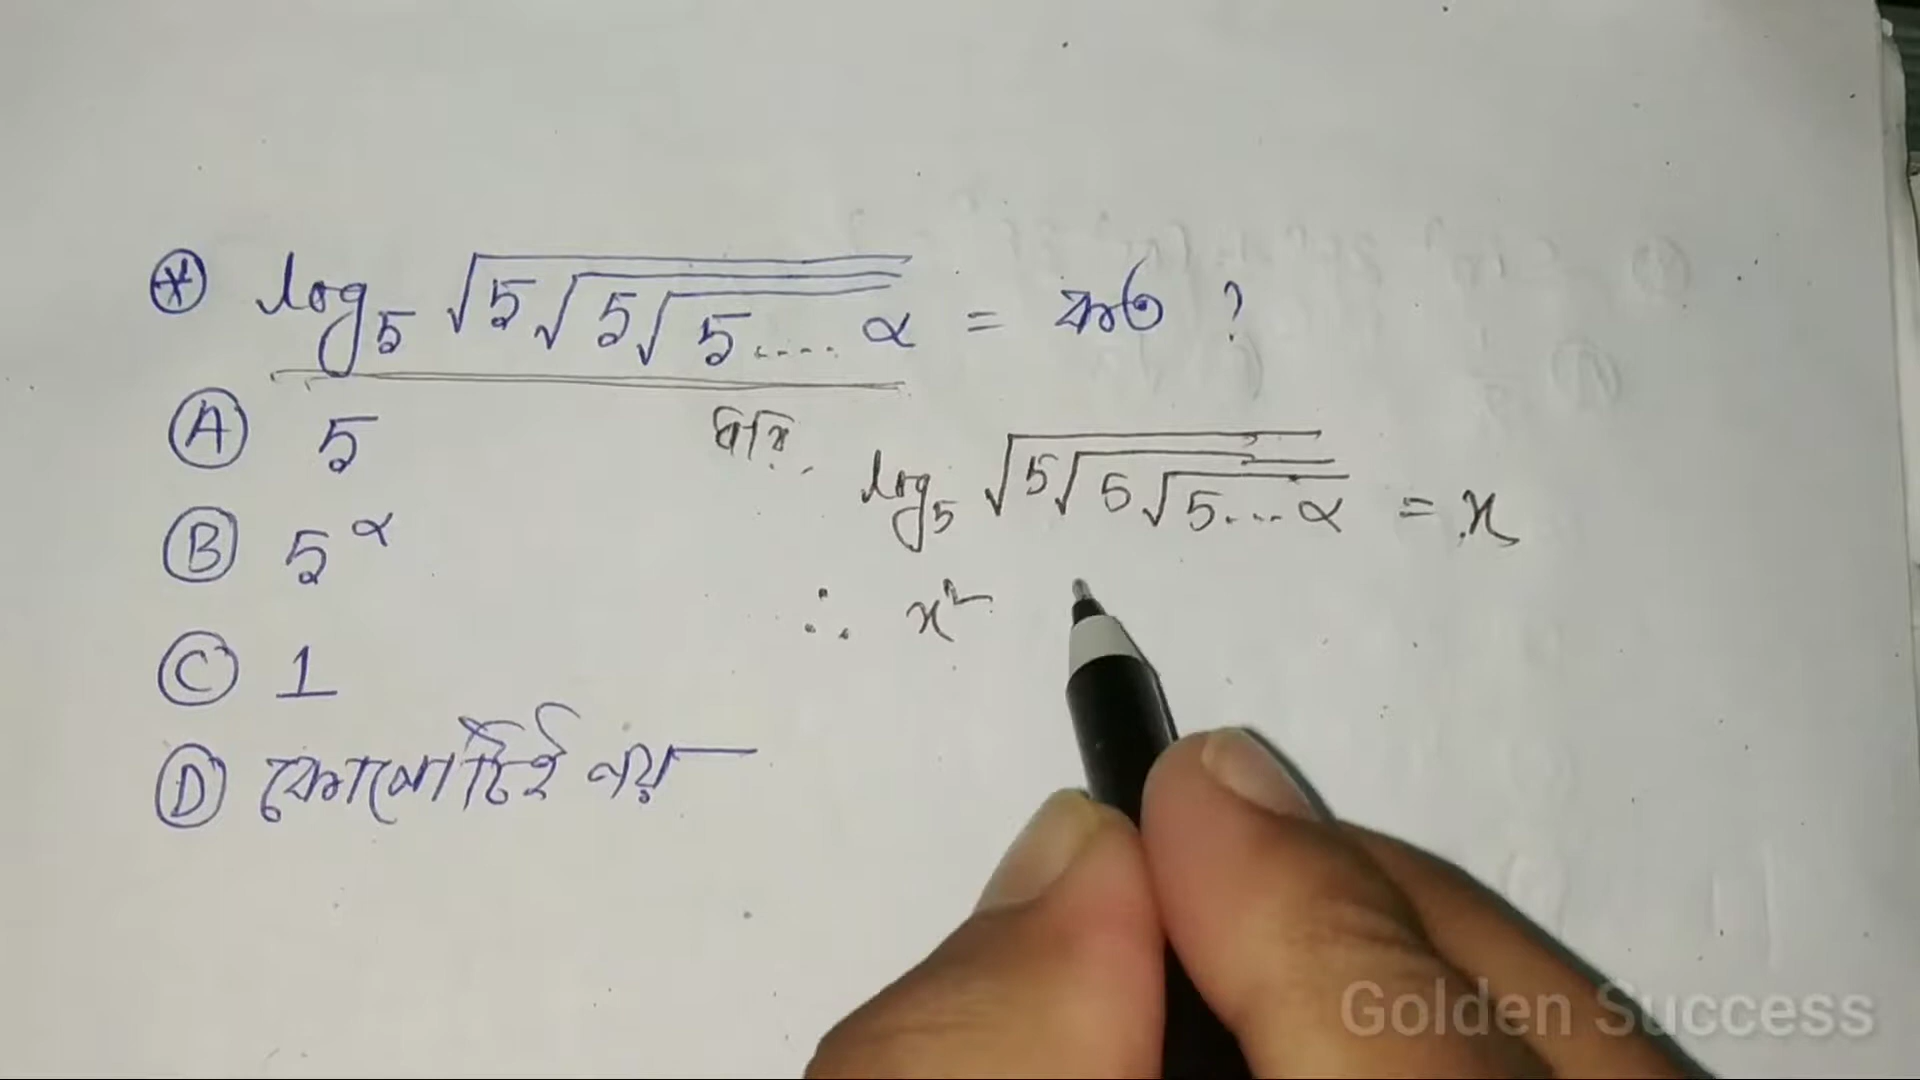 * log₅ √5√5√5....α = কত ?
A 5
B 5^α
C 1
D কোনোটিই নয়
ধরি, log₅ √5√5√5...α = x
∴ x²
Golden Success